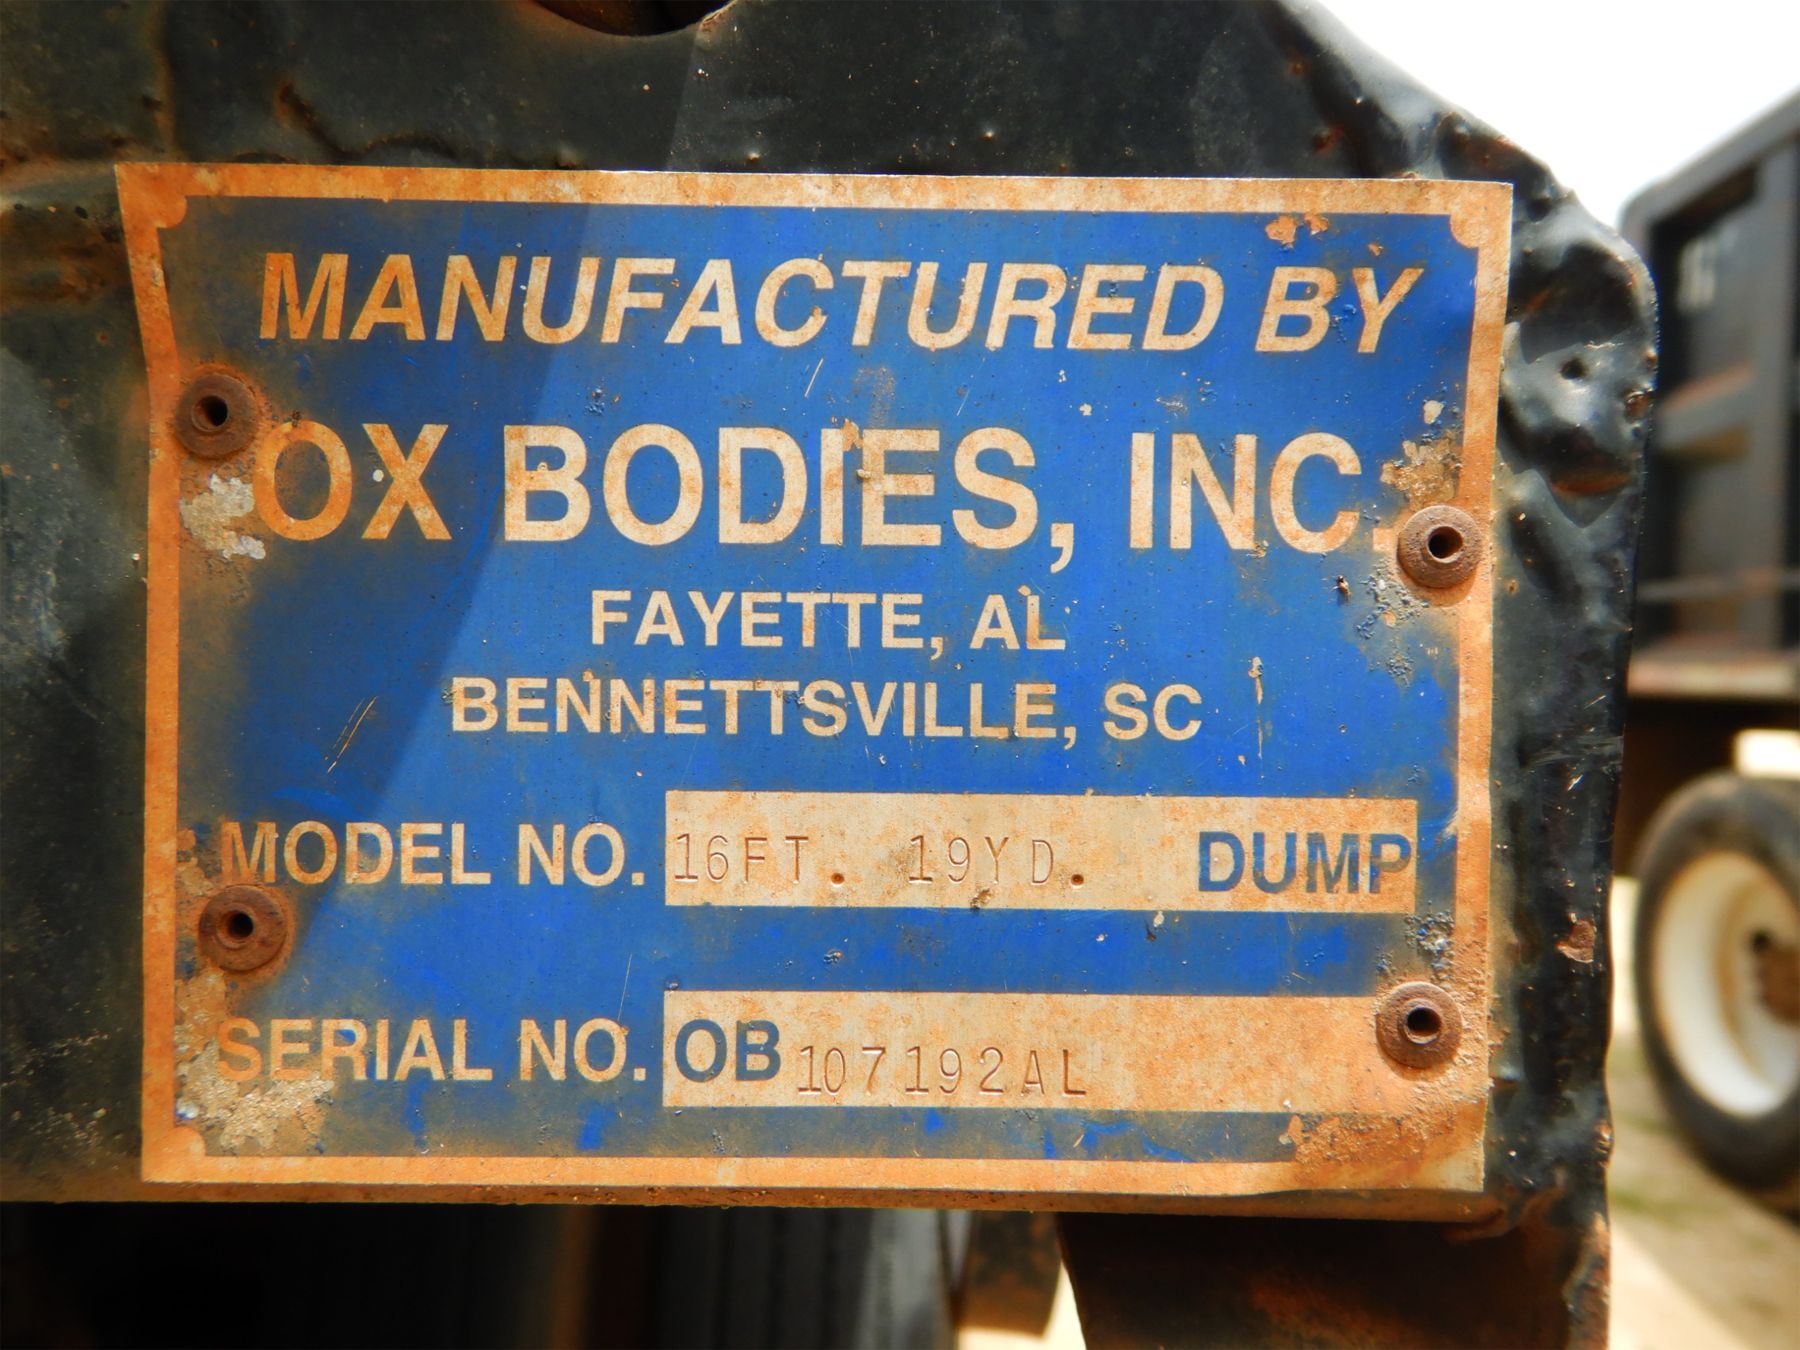 MANUFACTURED BY
OX BODIES, INC.
FAYETTE, AL
BENNETTSVILLE, SC
MODEL NO. 16FT. 19YD. DUMP
SERIAL NO. OB 107192AL